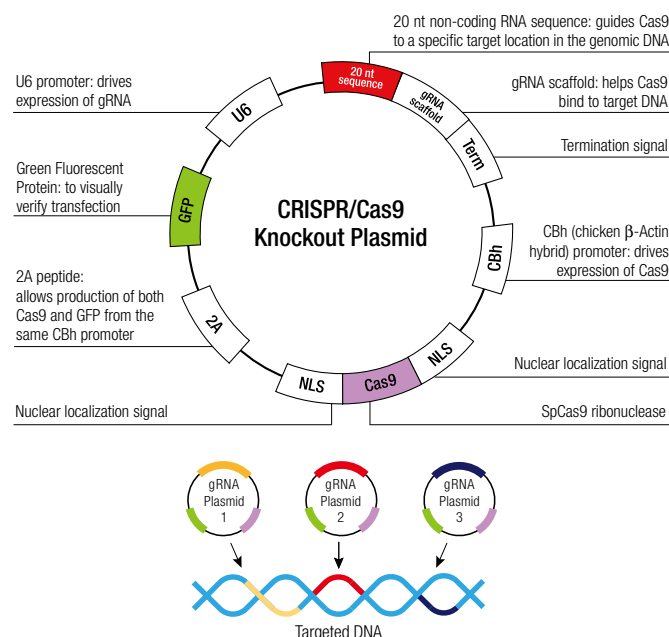 20 nt non-coding RNA sequence: guides Cas9
to a specific target location in the genomic DNA
U6 promoter: drives
expression of gRNA
20 nt
sequence
gRNA
scaffold
gRNA scaffold: helps Cas9
bind to target DNA
U6
Term
Termination signal
Green Fluorescent
Protein: to visually
verify transfection
GFP
CRISPR/Cas9
Knockout Plasmid
CBh
CBh (chicken β-Actin
hybrid) promoter: drives
expression of Cas9
2A peptide:
allows production of both
Cas9 and GFP from the
same CBh promoter
2A
NLS
Cas9
NLS
Nuclear localization signal
Nuclear localization signal
SpCas9 ribonuclease
gRNA
Plasmid
1
gRNA
Plasmid
2
gRNA
Plasmid
3
Targeted DNA